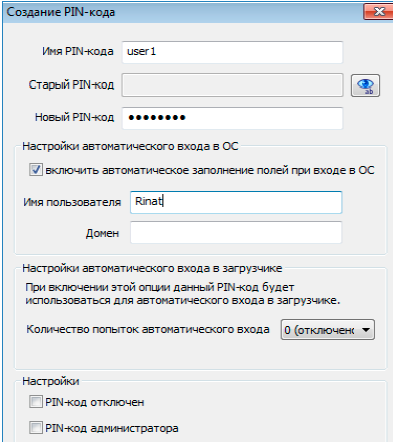 Создание PIN-кода
Имя PIN-кода user1
Старый PIN-код
Новый PIN-код ●●●●●●●●
Настройки автоматического входа в ОС
включить автоматическое заполнение полей при входе в ОС
Имя пользователя Rinat
Домен
Настройки автоматического входа в загрузчике
При включении этой опции данный PIN-код будет
использоваться для автоматического входа в загрузчике.
Количество попыток автоматического входа 0 (отключенс
Настройки
PIN-код отключен
PIN-код администратора